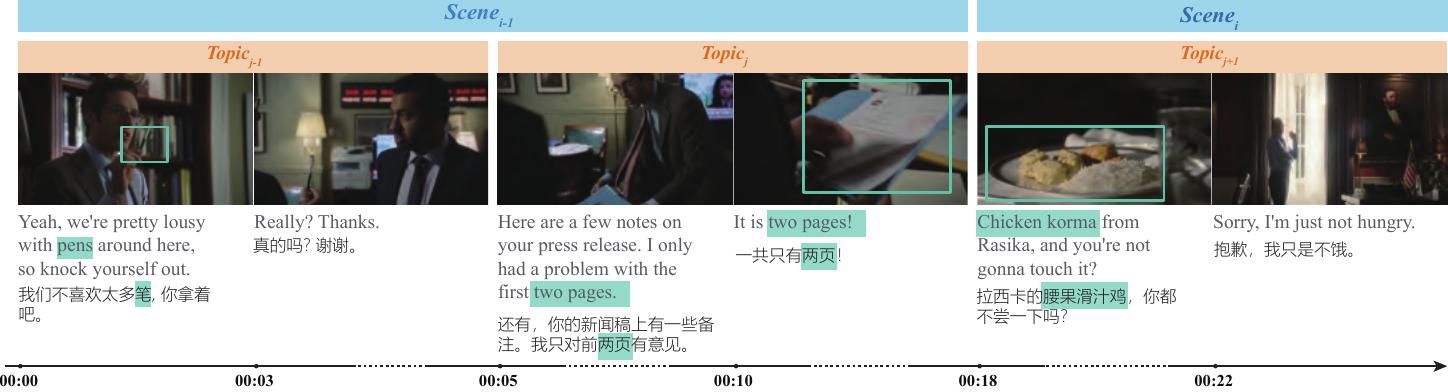 Scene i-1
Scene i
Topic j-1
Topic j
Topic j+1
Yeah, we're pretty lousy
with pens around here,
so knock yourself out.
我们不喜欢太多笔, 你拿着
吧。
Really? Thanks.
真的吗? 谢谢。
Here are a few notes on
your press release. I only
had a problem with the
first two pages.
还有，你的新闻稿上有一些备
注。我只对前两页有意见。
It is two pages!
一共只有两页!
Chicken korma from
Rasika, and you're not
gonna touch it?
拉西卡的腰果滑汁鸡，你都
不尝一下吗?
Sorry, I'm just not hungry.
抱歉，我只是不饿。
00:00
00:03
00:05
00:10
00:18
00:22